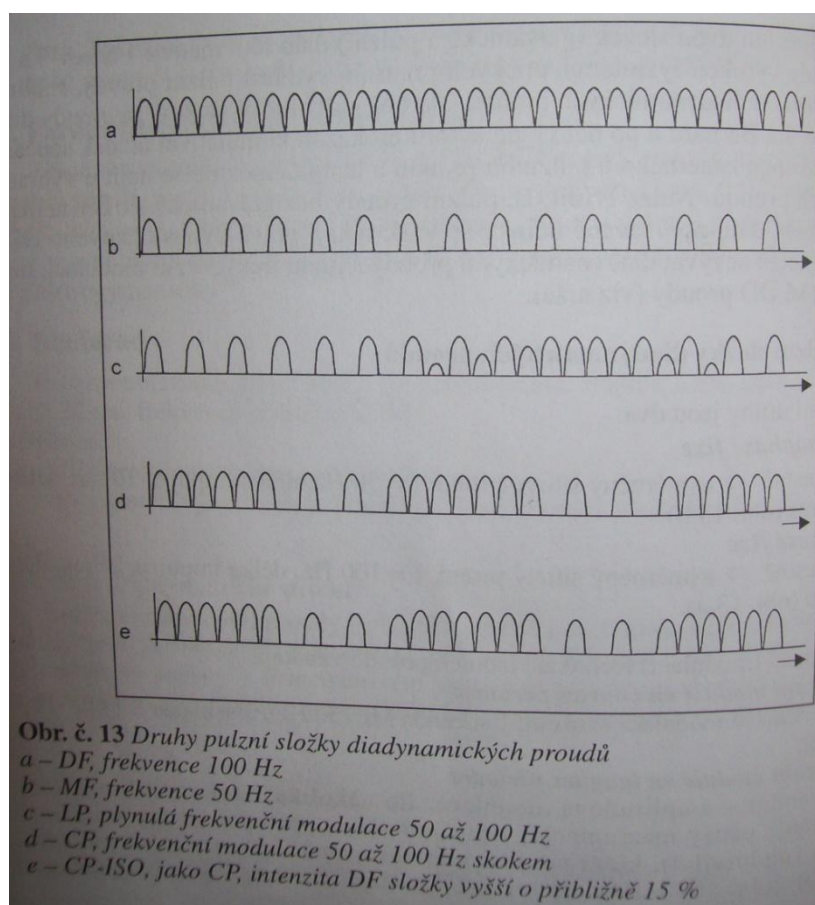 a
b
c
d
e
Obr. č. 13 Druhy pulzní složky diadynamických proudů
a – DF, frekvence 100 Hz
b – MF, frekvence 50 Hz
c – LP, plynulá frekvenční modulace 50 až 100 Hz
d – CP, frekvenční modulace 50 až 100 Hz skokem
e – CP-ISO, jako CP, intenzita DF složky vyšší o přibližně 15 %